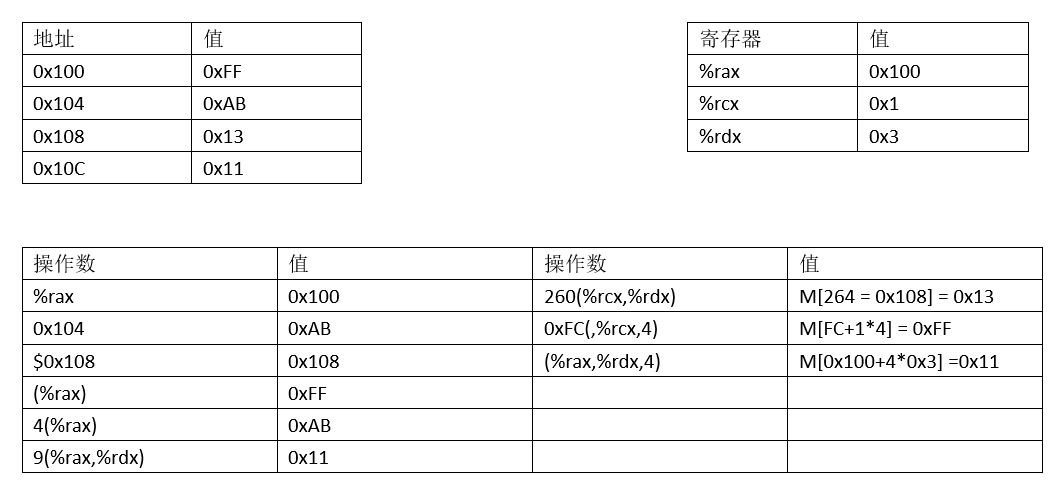 地址 值
0x100 0xFF
0x104 0xAB
0x108 0x13
0x10C 0x11
寄存器 值
%rax 0x100
%rcx 0x1
%rdx 0x3
操作数 值 操作数 值
%rax 0x100 260(%rcx,%rdx) M[264 = 0x108] = 0x13
0x104 0xAB 0xFC(,%rcx,4) M[FC+1*4] = 0xFF
$0x108 0x108 (%rax,%rdx,4) M[0x100+4*0x3] =0x11
(%rax) 0xFF
4(%rax) 0xAB
9(%rax,%rdx) 0x11